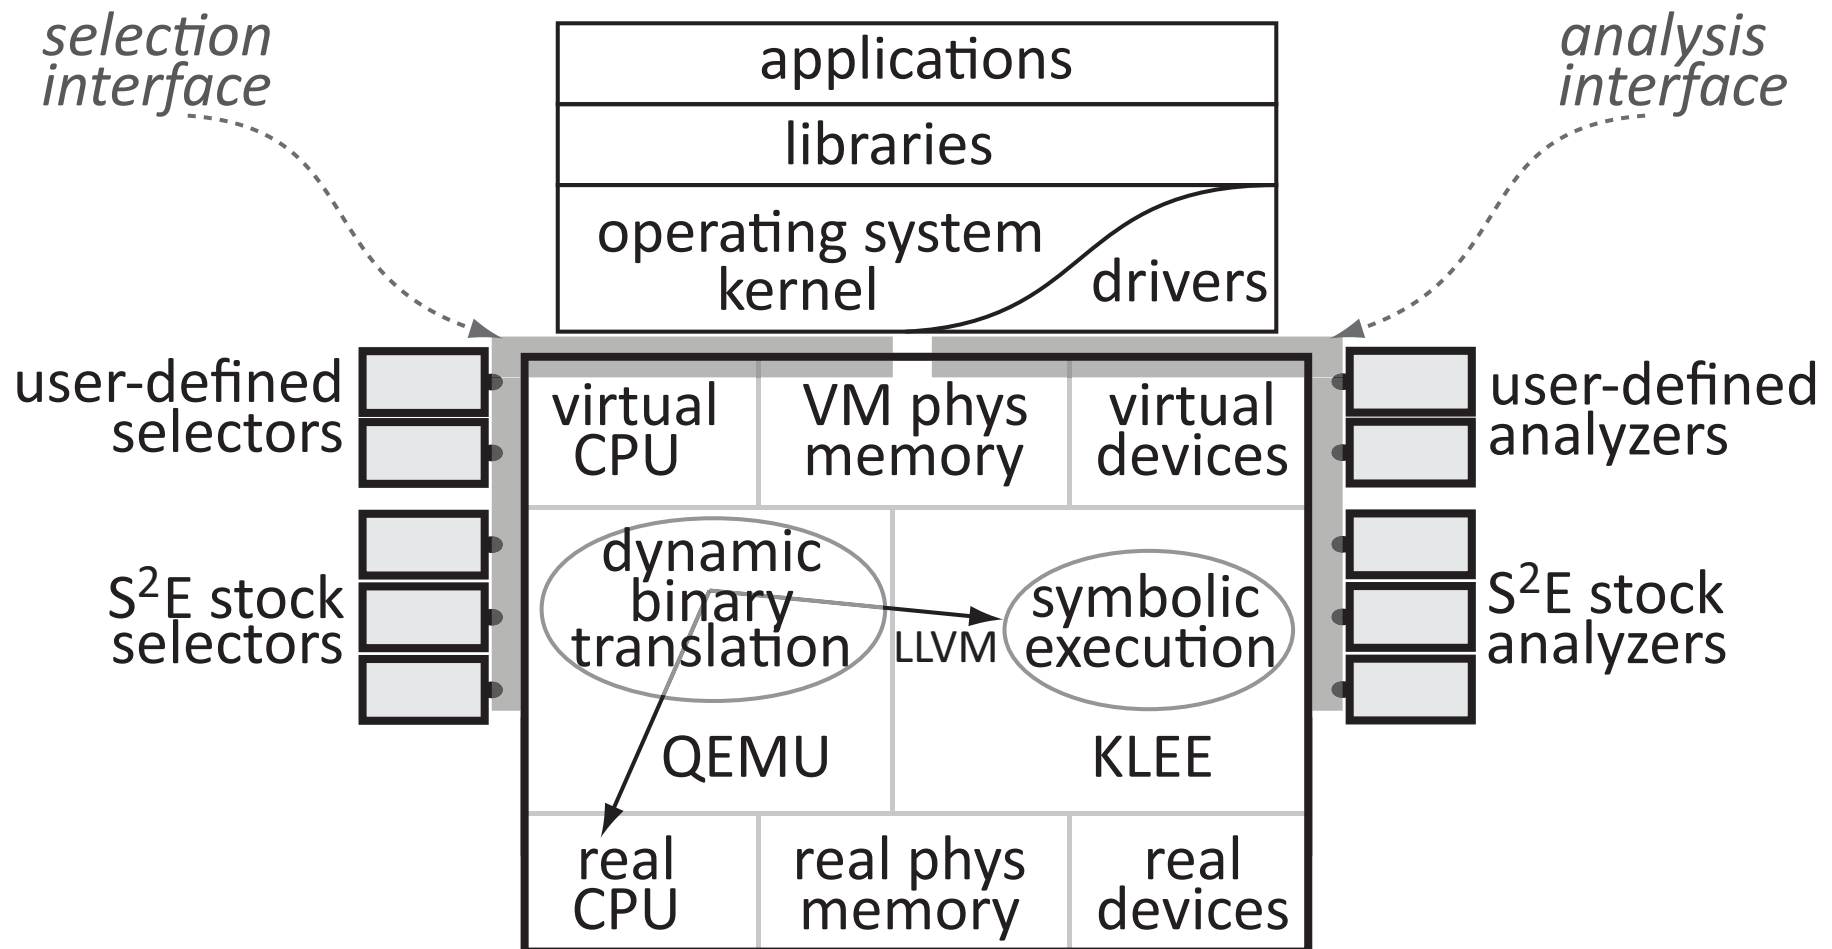 selection
interface
analysis
interface
applications
libraries
operating system
kernel
drivers
user-defined
selectors
virtual
CPU
VM phys
memory
virtual
devices
user-defined
analyzers
S²E stock
selectors
dynamic
binary
translation
LLVM
symbolic
execution
S²E stock
analyzers
QEMU
KLEE
real
CPU
real phys
memory
real
devices